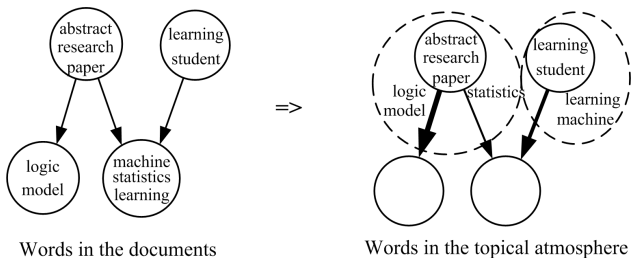 abstract
research
paper
learning
student
logic
model
machine
statistics
learning
Words in the documents
=>
abstract
research
paper
logic
model
statistics
learning
student
learning
machine
Words in the topical atmosphere